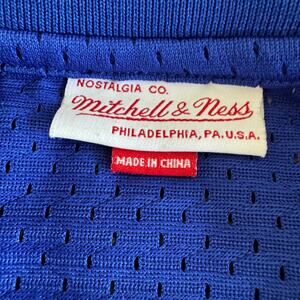 NOSTALGIA CO.
Mitchell & Ness
PHILADELPHIA, PA. U.S.A.
MADE IN CHINA